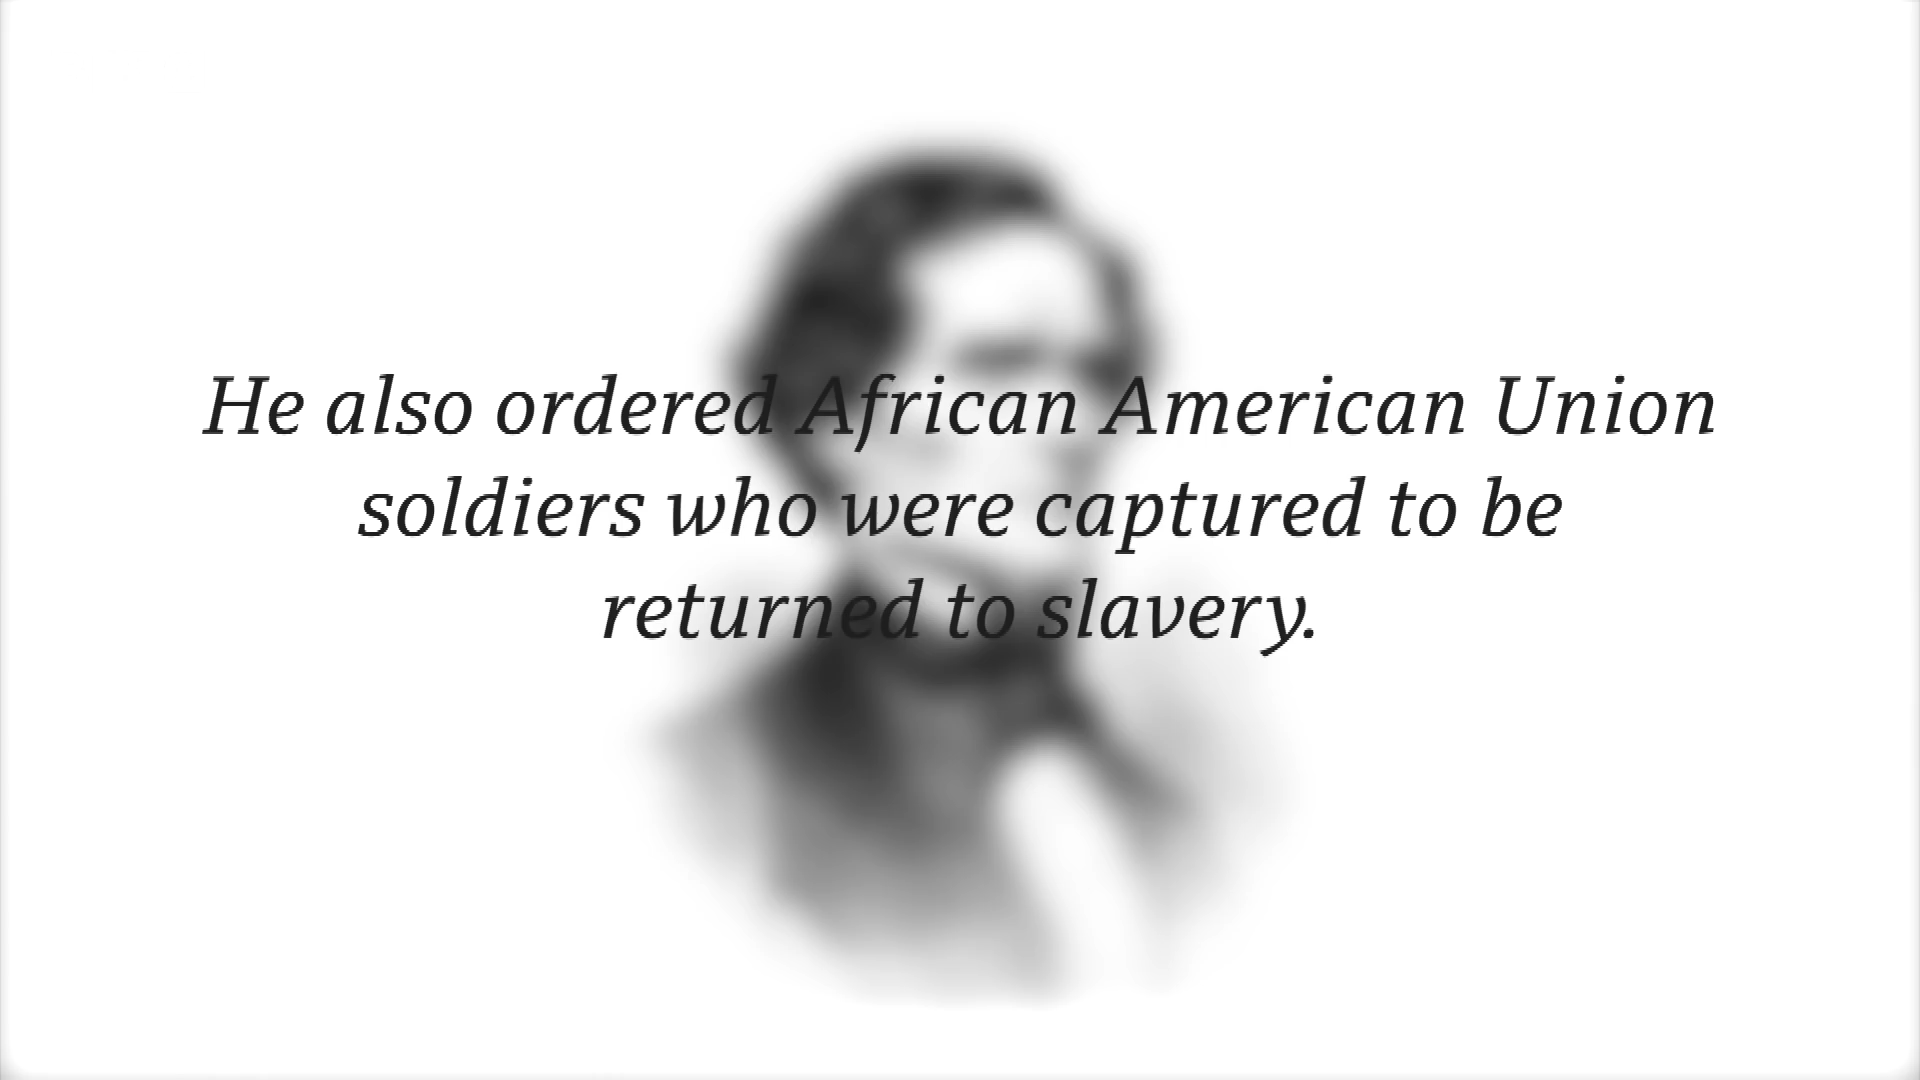 He also ordered African American Union
soldiers who were captured to be
returned to slavery.